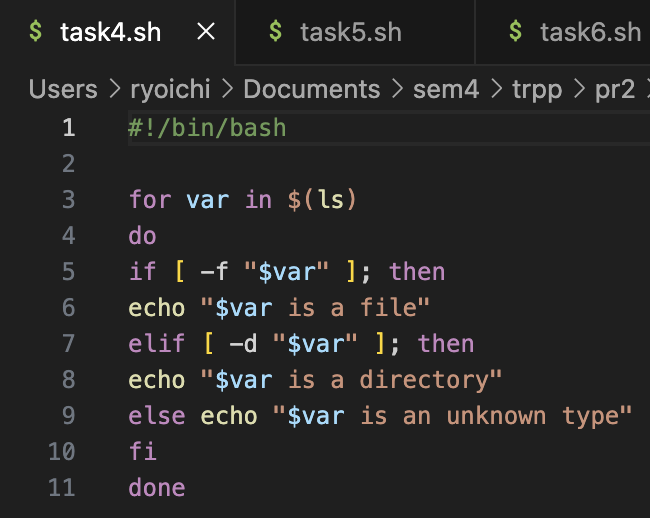 $ task4.sh × $ task5.sh $ task6.sh
Users > ryoichi > Documents > sem4 > trpp > pr2 >
1 #!/bin/bash
2
3 for var in $(ls)
4 do
5 if [ -f "$var" ]; then
6 echo "$var is a file"
7 elif [ -d "$var" ]; then
8 echo "$var is a directory"
9 else echo "$var is an unknown type"
10 fi
11 done